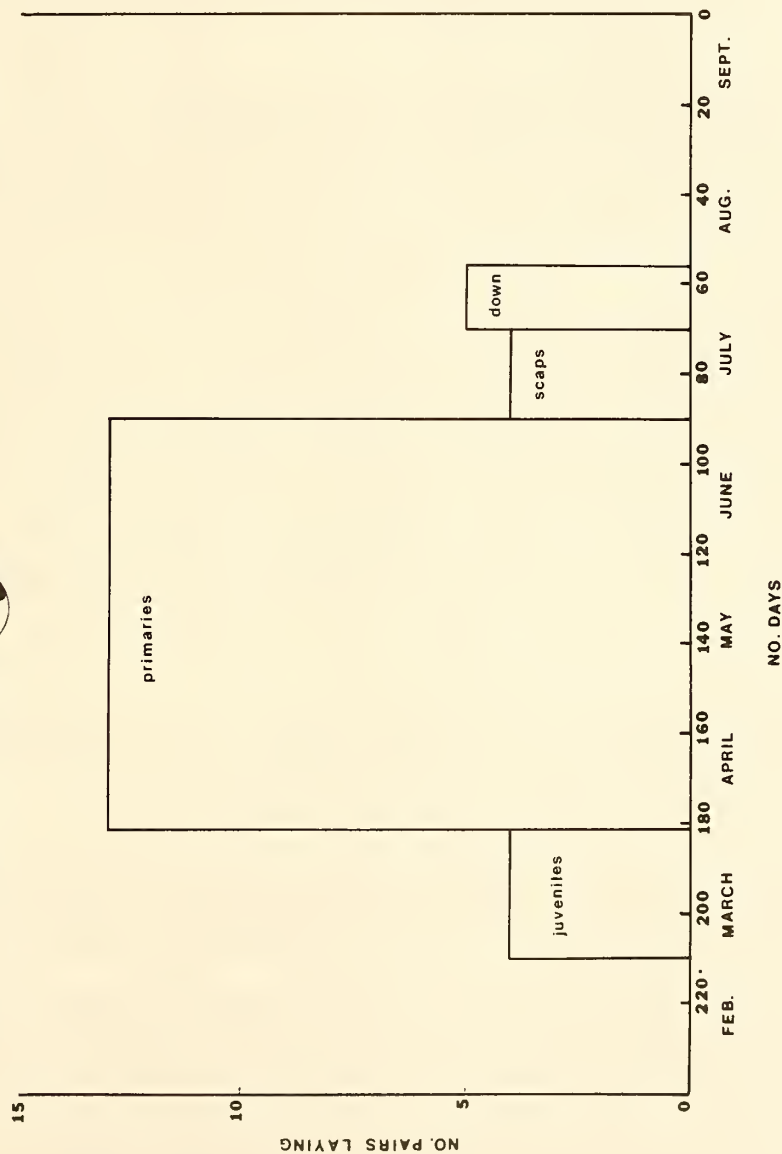 15
10
5
0
NO. PAIRS LAYING
primaries
down
scaps
juveniles
220 200 180 160 140 120 100 80 60 40 20 0
FEB. MARCH APRIL MAY JUNE JULY AUG. SEPT.
NO. DAYS